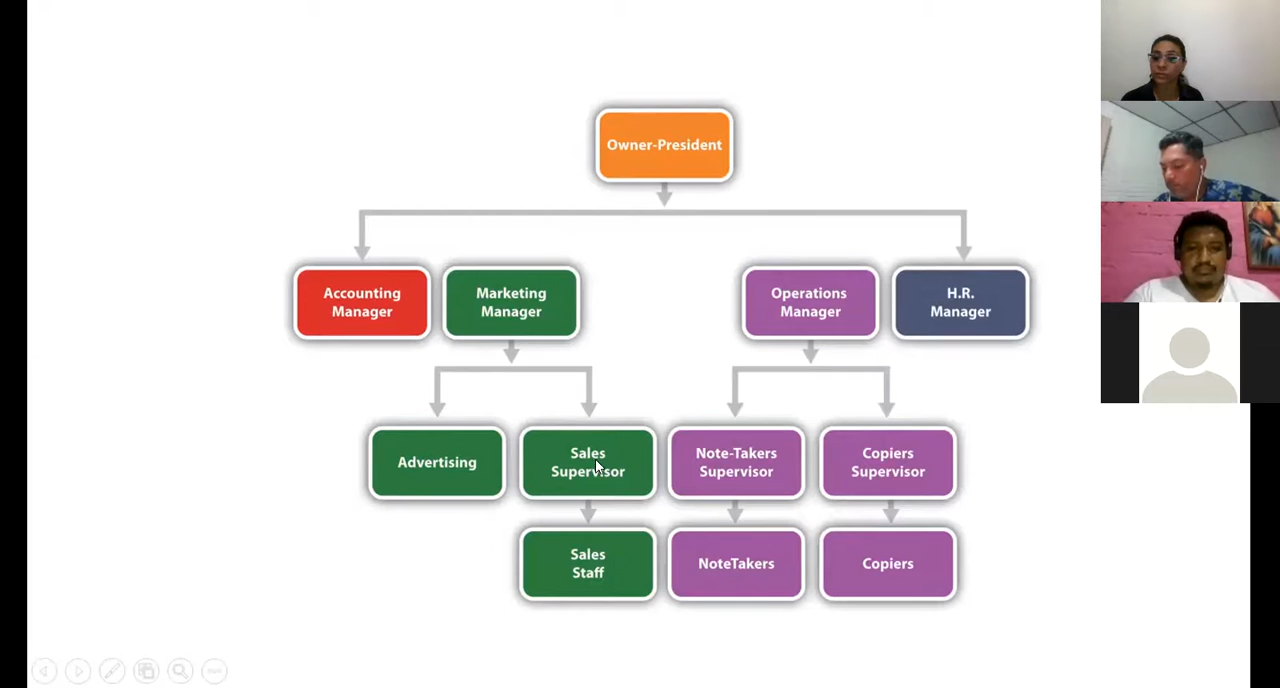 Owner-President
Accounting
Manager
Marketing
Manager
Operations
Manager
H.R.
Manager
Advertising
Sales
Supervisor
Note-Takers
Supervisor
Copiers
Supervisor
Sales
Staff
NoteTakers
Copiers